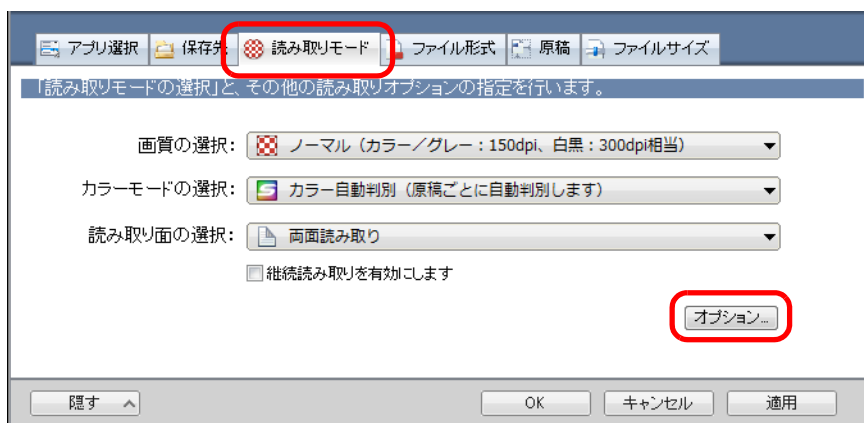 アプリ選択 保存先 読み取りモード ファイル形式 原稿 ファイルサイズ
「読み取りモードの選択」と、その他の読み取りオプションの指定を行います。
画質の選択: ノーマル（カラー／グレー：150dpi、白黒：300dpi相当）
カラーモードの選択: カラー自動判別（原稿ごとに自動判別します）
読み取り面の選択: 両面読み取り
継続読み取りを有効にします
オプション...
隠す OK キャンセル 適用